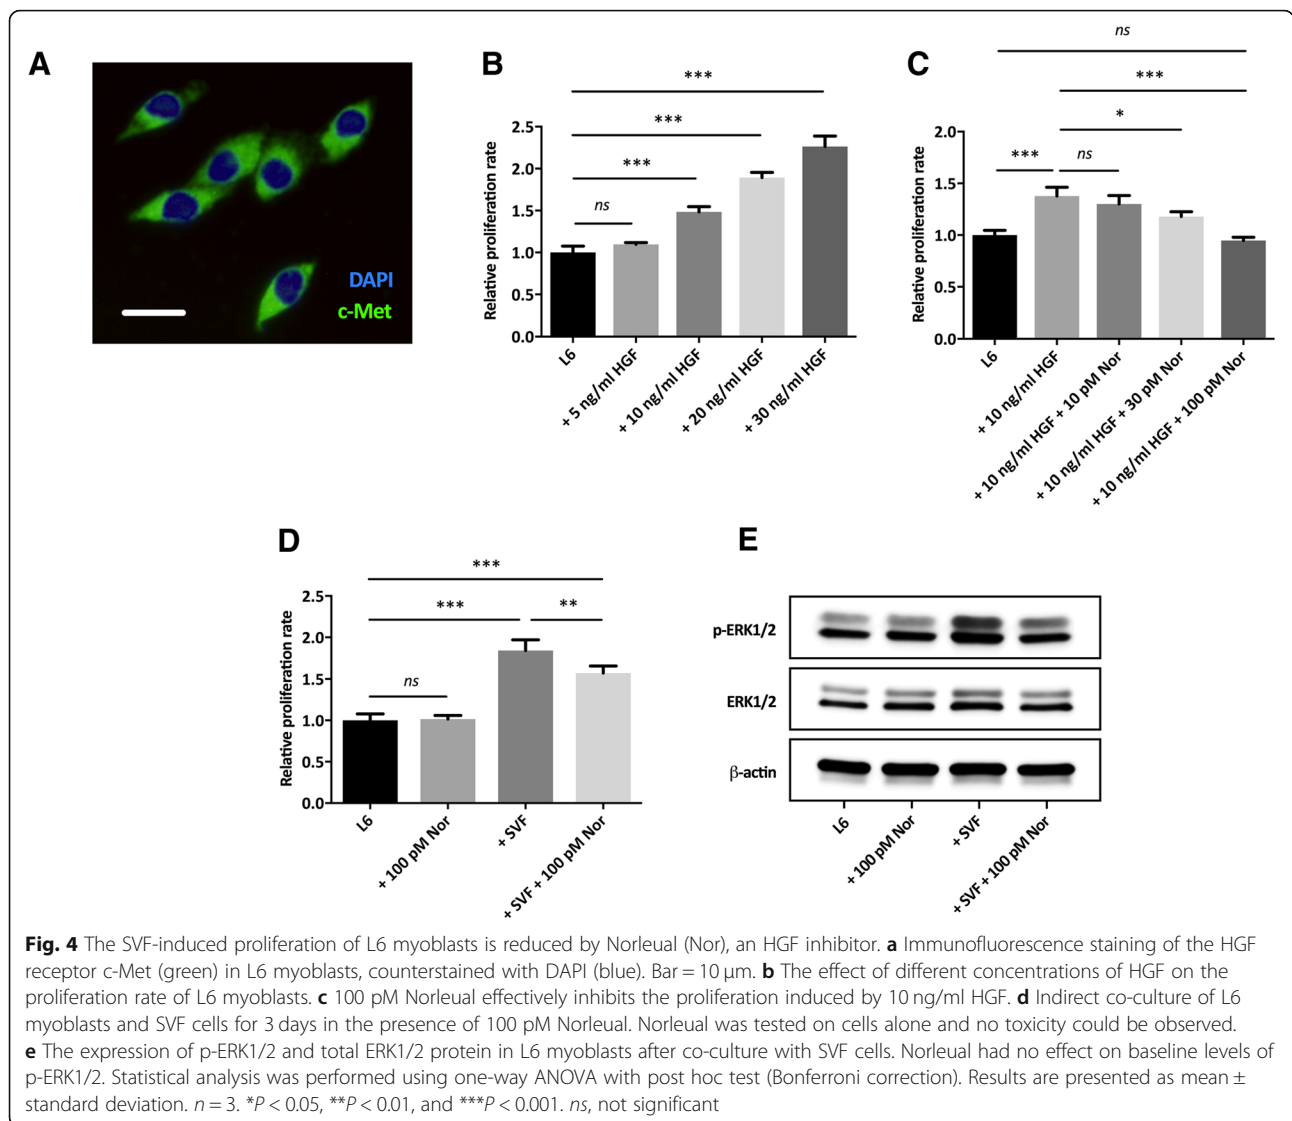 A
DAPI
c-Met
B
***
***
***
ns
Relative proliferation rate
2.5
2.0
1.5
1.0
0.5
0.0
L6
+ 5 ng/ml HGF
+ 10 ng/ml HGF
+ 20 ng/ml HGF
+ 30 ng/ml HGF
C
ns
***
*
***
ns
Relative proliferation rate
2.0
1.5
1.0
0.5
0.0
L6
+ 10 ng/ml HGF
+ 10 ng/ml HGF + 10 pM Nor
+ 10 ng/ml HGF + 30 pM Nor
+ 10 ng/ml HGF + 100 pM Nor
D
***
***
**
ns
Relative proliferation rate
2.5
2.0
1.5
1.0
0.5
0.0
L6
+ 100 pM Nor
+ SVF
+ SVF + 100 pM Nor
E
p-ERK1/2
ERK1/2
β-actin
L6
+ 100 pM Nor
+ SVF
+ SVF + 100 pM Nor
Fig. 4 The SVF-induced proliferation of L6 myoblasts is reduced by Norleual (Nor), an HGF inhibitor. a Immunofluorescence staining of the HGF
receptor c-Met (green) in L6 myoblasts, counterstained with DAPI (blue). Bar = 10 μm. b The effect of different concentrations of HGF on the
proliferation rate of L6 myoblasts. c 100 pM Norleual effectively inhibits the proliferation induced by 10 ng/ml HGF. d Indirect co-culture of L6
myoblasts and SVF cells for 3 days in the presence of 100 pM Norleual. Norleual was tested on cells alone and no toxicity could be observed.
e The expression of p-ERK1/2 and total ERK1/2 protein in L6 myoblasts after co-culture with SVF cells. Norleual had no effect on baseline levels of
p-ERK1/2. Statistical analysis was performed using one-way ANOVA with post hoc test (Bonferroni correction). Results are presented as mean ±
standard deviation. n = 3. *P < 0.05, **P < 0.01, and ***P < 0.001. ns, not significant